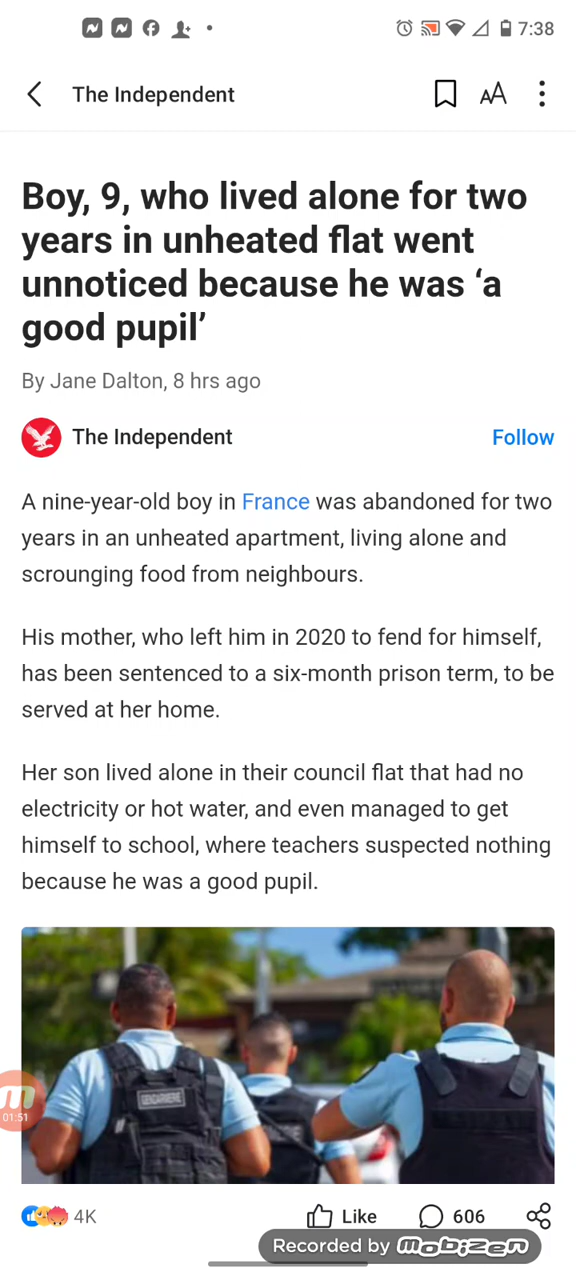 7:38
The Independent
AA
Boy, 9, who lived alone for two
years in unheated flat went
unnoticed because he was ‘a
good pupil’
By Jane Dalton, 8 hrs ago
The Independent
Follow
A nine-year-old boy in France was abandoned for two
years in an unheated apartment, living alone and
scrounging food from neighbours.
His mother, who left him in 2020 to fend for himself,
has been sentenced to a six-month prison term, to be
served at her home.
Her son lived alone in their council flat that had no
electricity or hot water, and even managed to get
himself to school, where teachers suspected nothing
because he was a good pupil.
GENDARMERIE
01:51
4K
Like
606
Recorded by mobizen